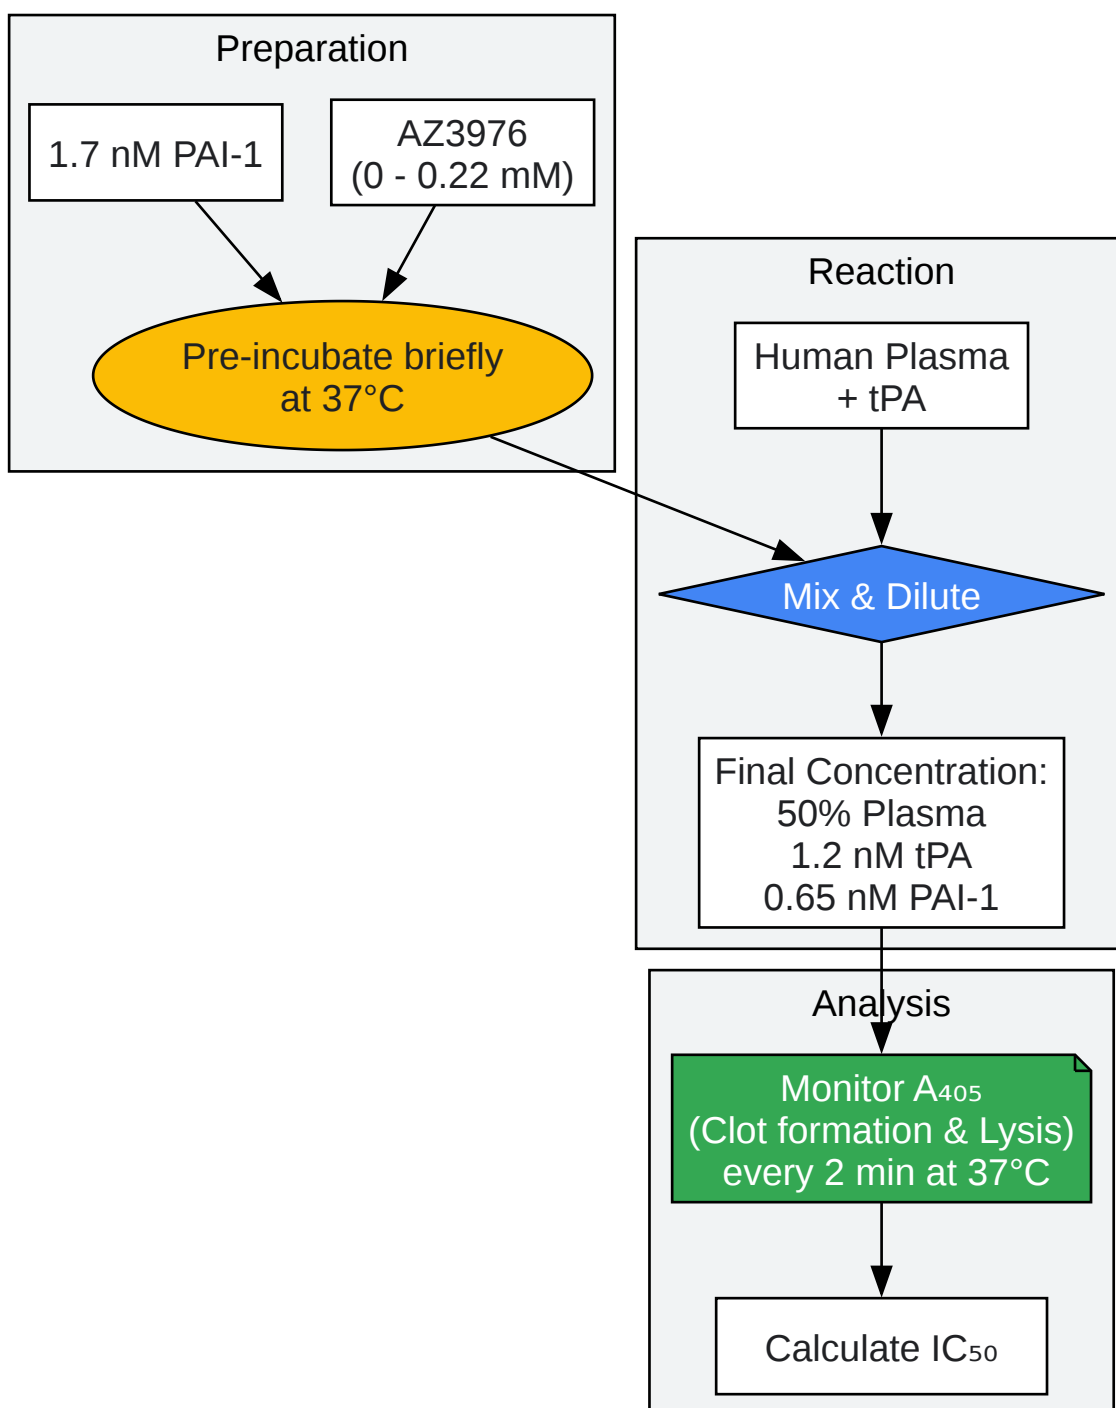 Preparation
1.7 nM PAI-1
AZ3976
(0 - 0.22 mM)
Pre-incubate briefly
at 37°C
Reaction
Human Plasma
+ tPA
Mix & Dilute
Final Concentration:
50% Plasma
1.2 nM tPA
0.65 nM PAI-1
Analysis
Monitor A₄₀₅
(Clot formation & Lysis)
every 2 min at 37°C
Calculate IC₅₀